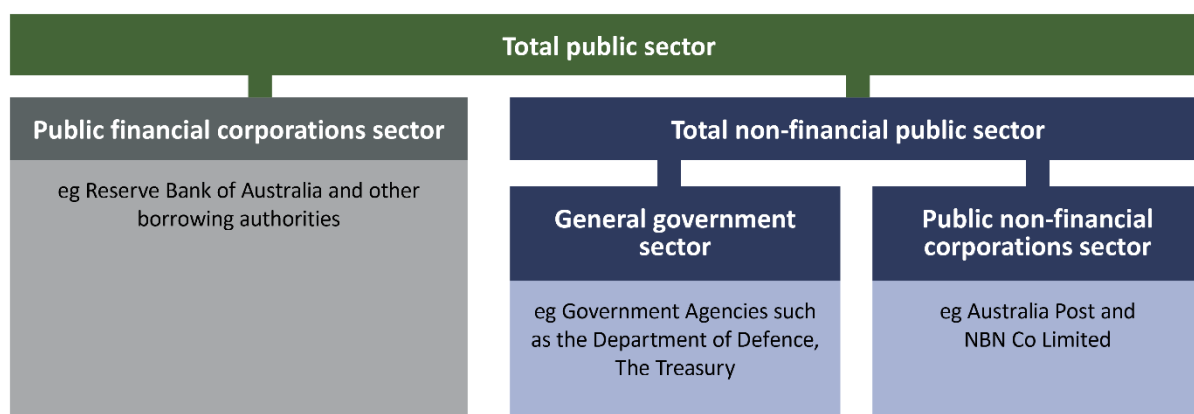 Total public sector
Public financial corporations sector
eg Reserve Bank of Australia and other
borrowing authorities
Total non-financial public sector
General government
sector
eg Government Agencies such
as the Department of Defence,
The Treasury
Public non-financial
corporations sector
eg Australia Post and
NBN Co Limited